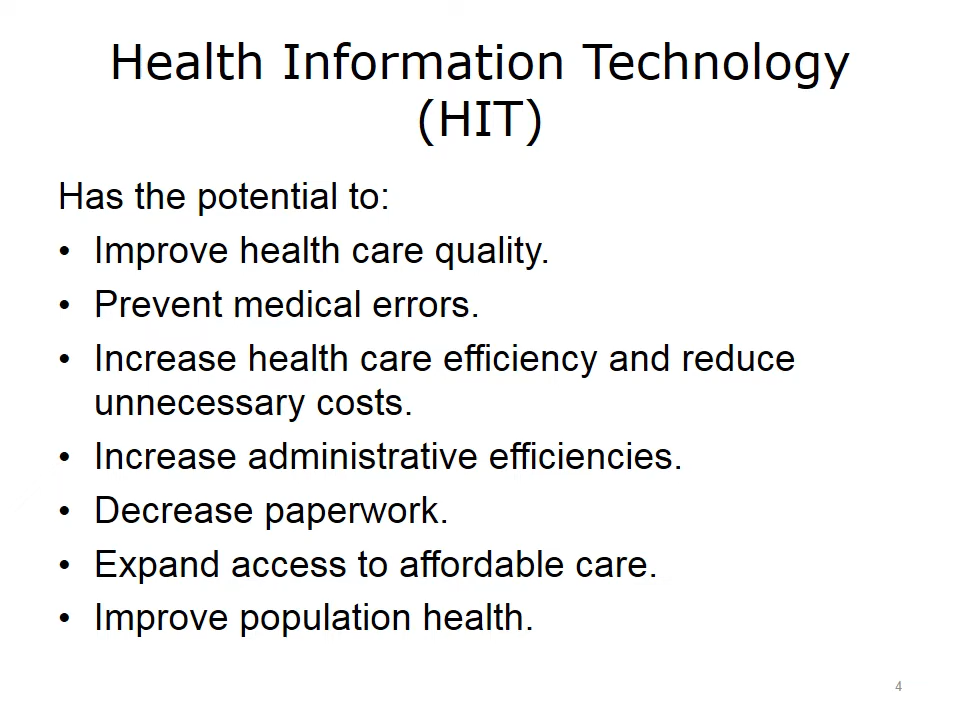 Health Information Technology
(HIT)
Has the potential to:
• Improve health care quality.
• Prevent medical errors.
• Increase health care efficiency and reduce
unnecessary costs.
• Increase administrative efficiencies.
• Decrease paperwork.
• Expand access to affordable care.
• Improve population health.
4